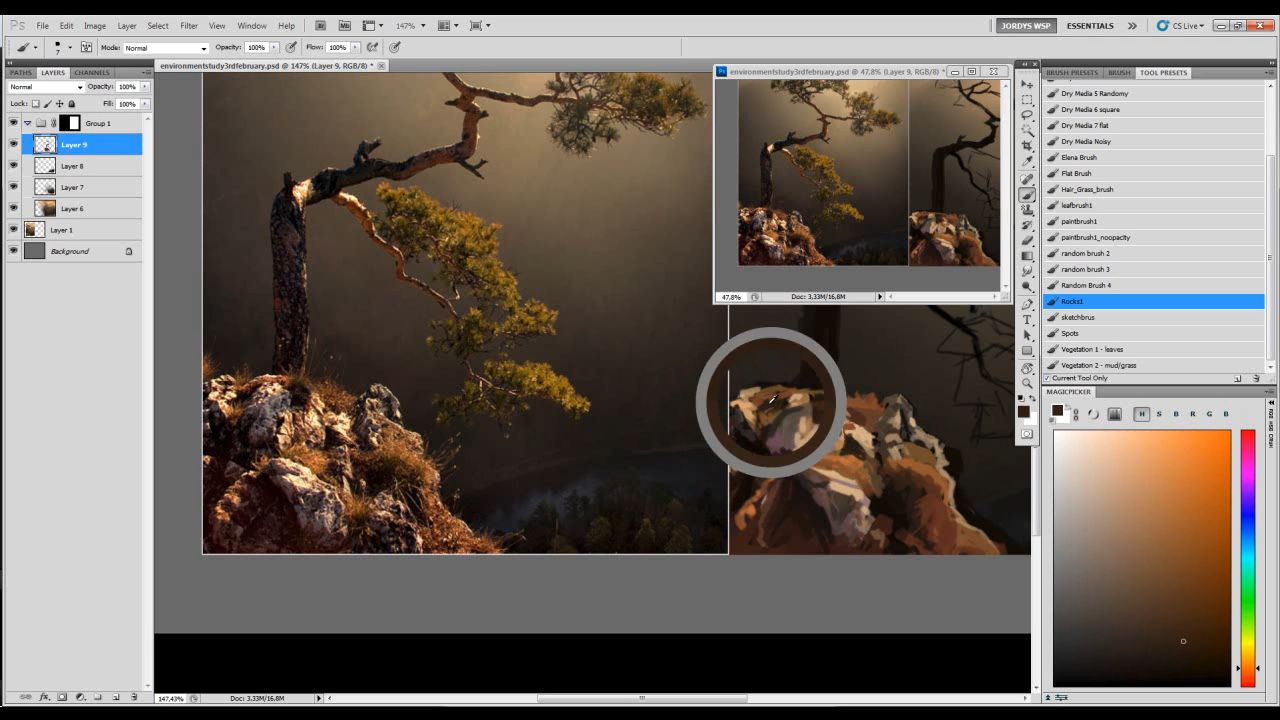 Ps File Edit Image Layer Select Filter View Window Help Br Mb 147% JORDYS WSP ESSENTIALS CS Live
7 Mode: Normal Opacity: 100% Flow: 100%
environmentstudy3rdfebruary.psd @ 147% (Layer 9, RGB/8) *
PATHS LAYERS CHANNELS
Normal Opacity: 100%
Lock: Fill: 100%
Group 1
Layer 9
Layer 8
Layer 7
Layer 6
Layer 1
Background
environmentstudy3rdfebruary.psd @ 47,8% (Layer 9, RGB/8) *
47,8% Doc: 3,33M/16,8M
BRUSH PRESETS BRUSH TOOL PRESETS
Dry Media 5 Randomy
Dry Media 6 square
Dry Media 7 flat
Dry Media Noisy
Elena Brush
Flat Brush
Hair_Grass_brush
leafbrush1
paintbrush1
paintbrush1_noopacity
random brush 2
random brush 3
Random Brush 4
Rocks1
sketchbrus
Spots
Vegetation 1 - leaves
Vegetation 2 - mud/grass
Current Tool Only
MAGICPICKER
H S B R G B
147,43% Doc: 3,33M/16,8M